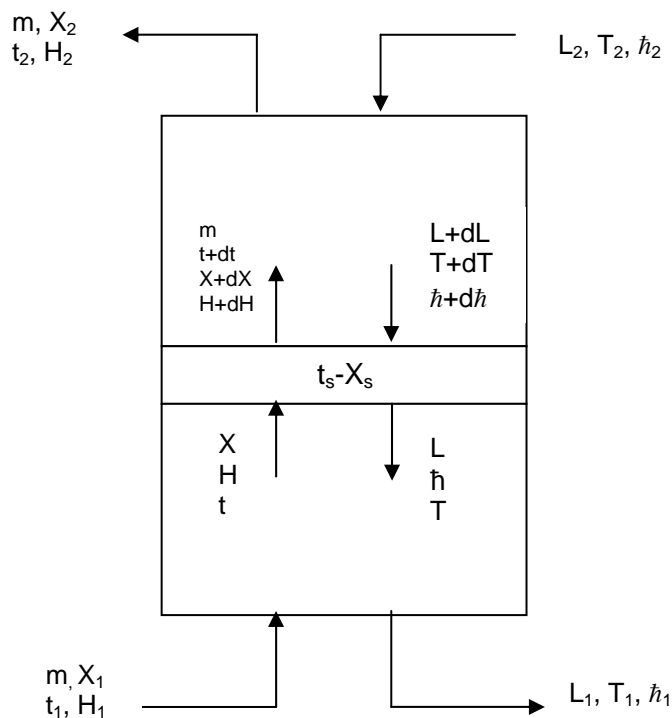 m, X₂
t₂, H₂
L₂, T₂, ℏ₂
m
t+dt
X+dX
H+dH
L+dL
T+dT
ℏ+dℏ
tₛ-Xₛ
X
H
t
L
ħ
T
m, X₁
t₁, H₁
L₁, T₁, ℏ₁